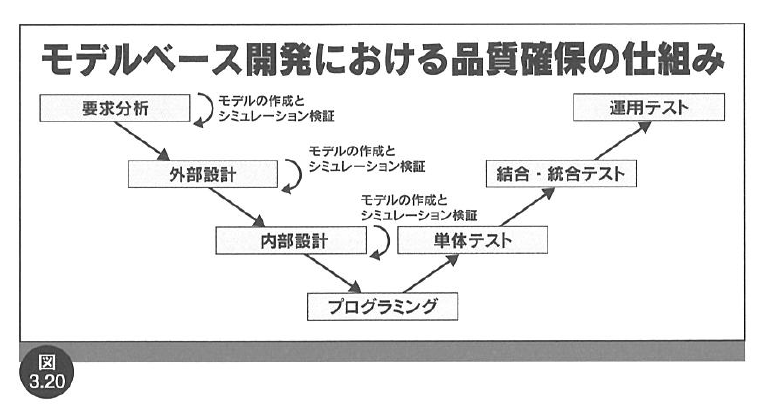 モデルベース開発における品質確保の仕組み
要求分析
モデルの作成と
シミュレーション検証
運用テスト
外部設計
モデルの作成と
シミュレーション検証
結合・統合テスト
内部設計
モデルの作成と
シミュレーション検証
単体テスト
プログラミング
図
3.20